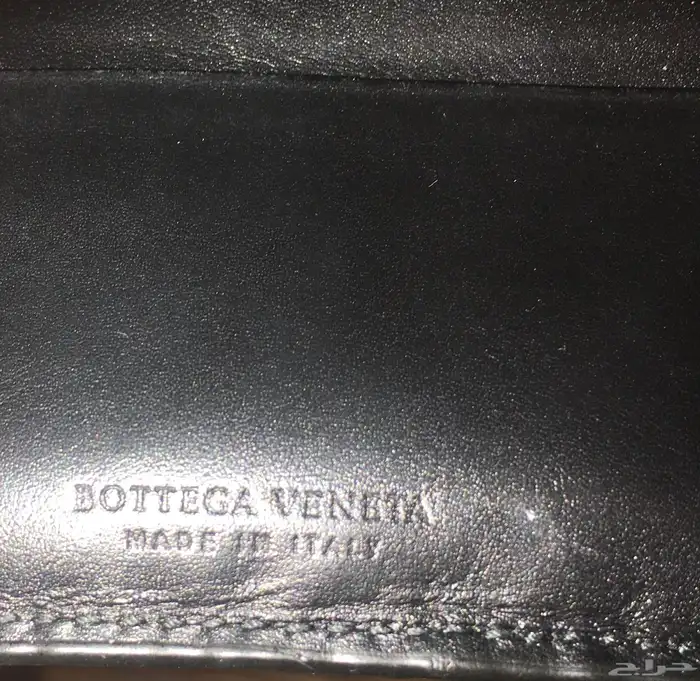 BOTTEGA VENETA
MADE IN ITALY
حراج